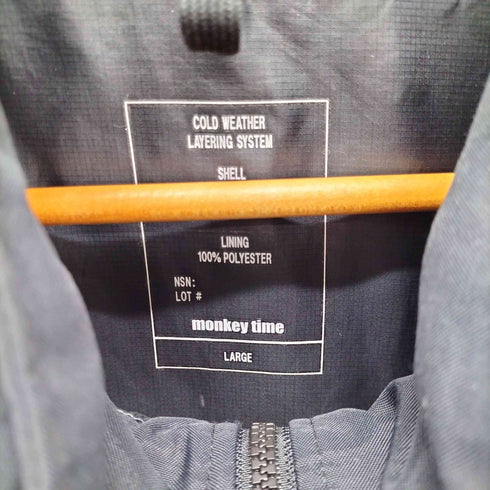 COLD WEATHER
LAYERING SYSTEM
SHELL
LINING
100% POLYESTER
NSN:
LOT #
monkey time
LARGE